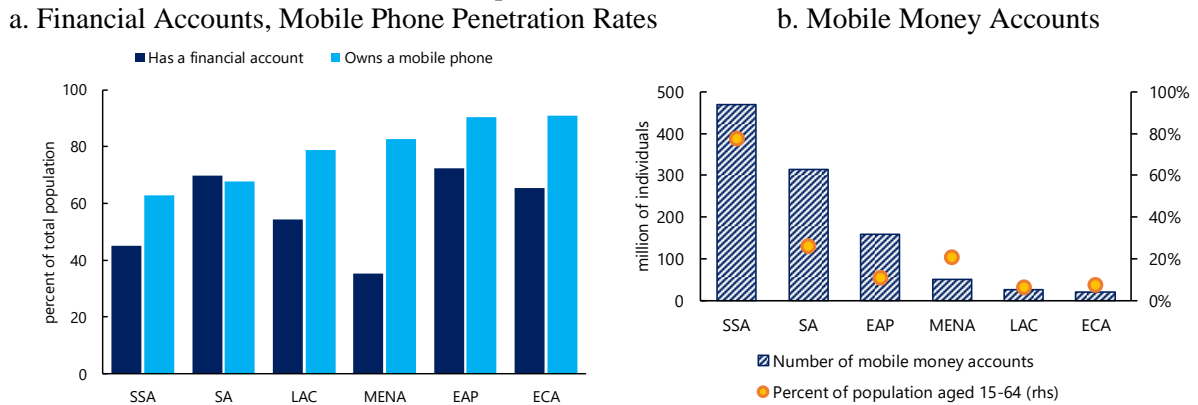 a. Financial Accounts, Mobile Phone Penetration Rates
Has a financial account Owns a mobile phone
percent of total population
100
80
60
40
20
0
SSA SA LAC MENA EAP ECA
b. Mobile Money Accounts
million of individuals
500 100%
400 80%
300 60%
200 40%
100 20%
0 0%
SSA SA EAP MENA LAC ECA
Number of mobile money accounts
Percent of population aged 15-64 (rhs)